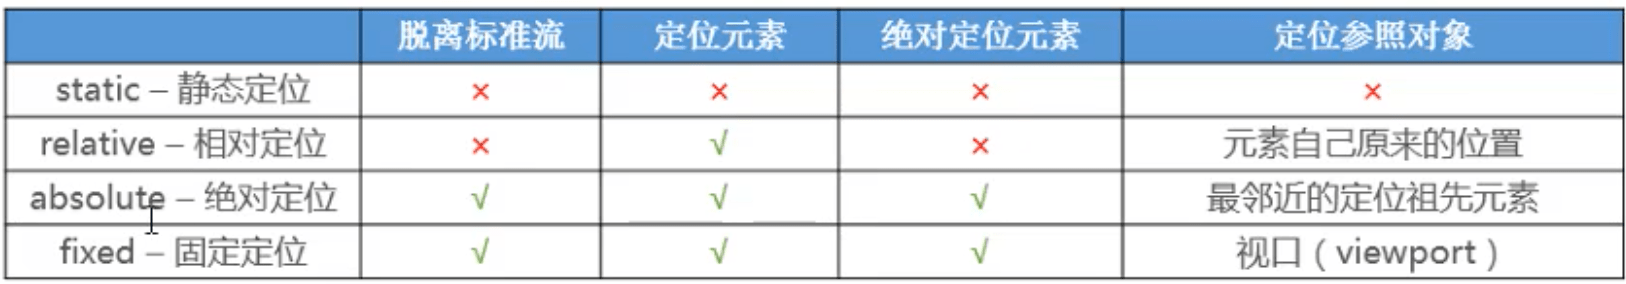 脱离标准流 定位元素 绝对定位元素 定位参照对象
static – 静态定位 × × × ×
relative – 相对定位 × √ × 元素自己原来的位置
absolute – 绝对定位 √ √ √ 最邻近的定位祖先元素
fixed – 固定定位 √ √ √ 视口（viewport）